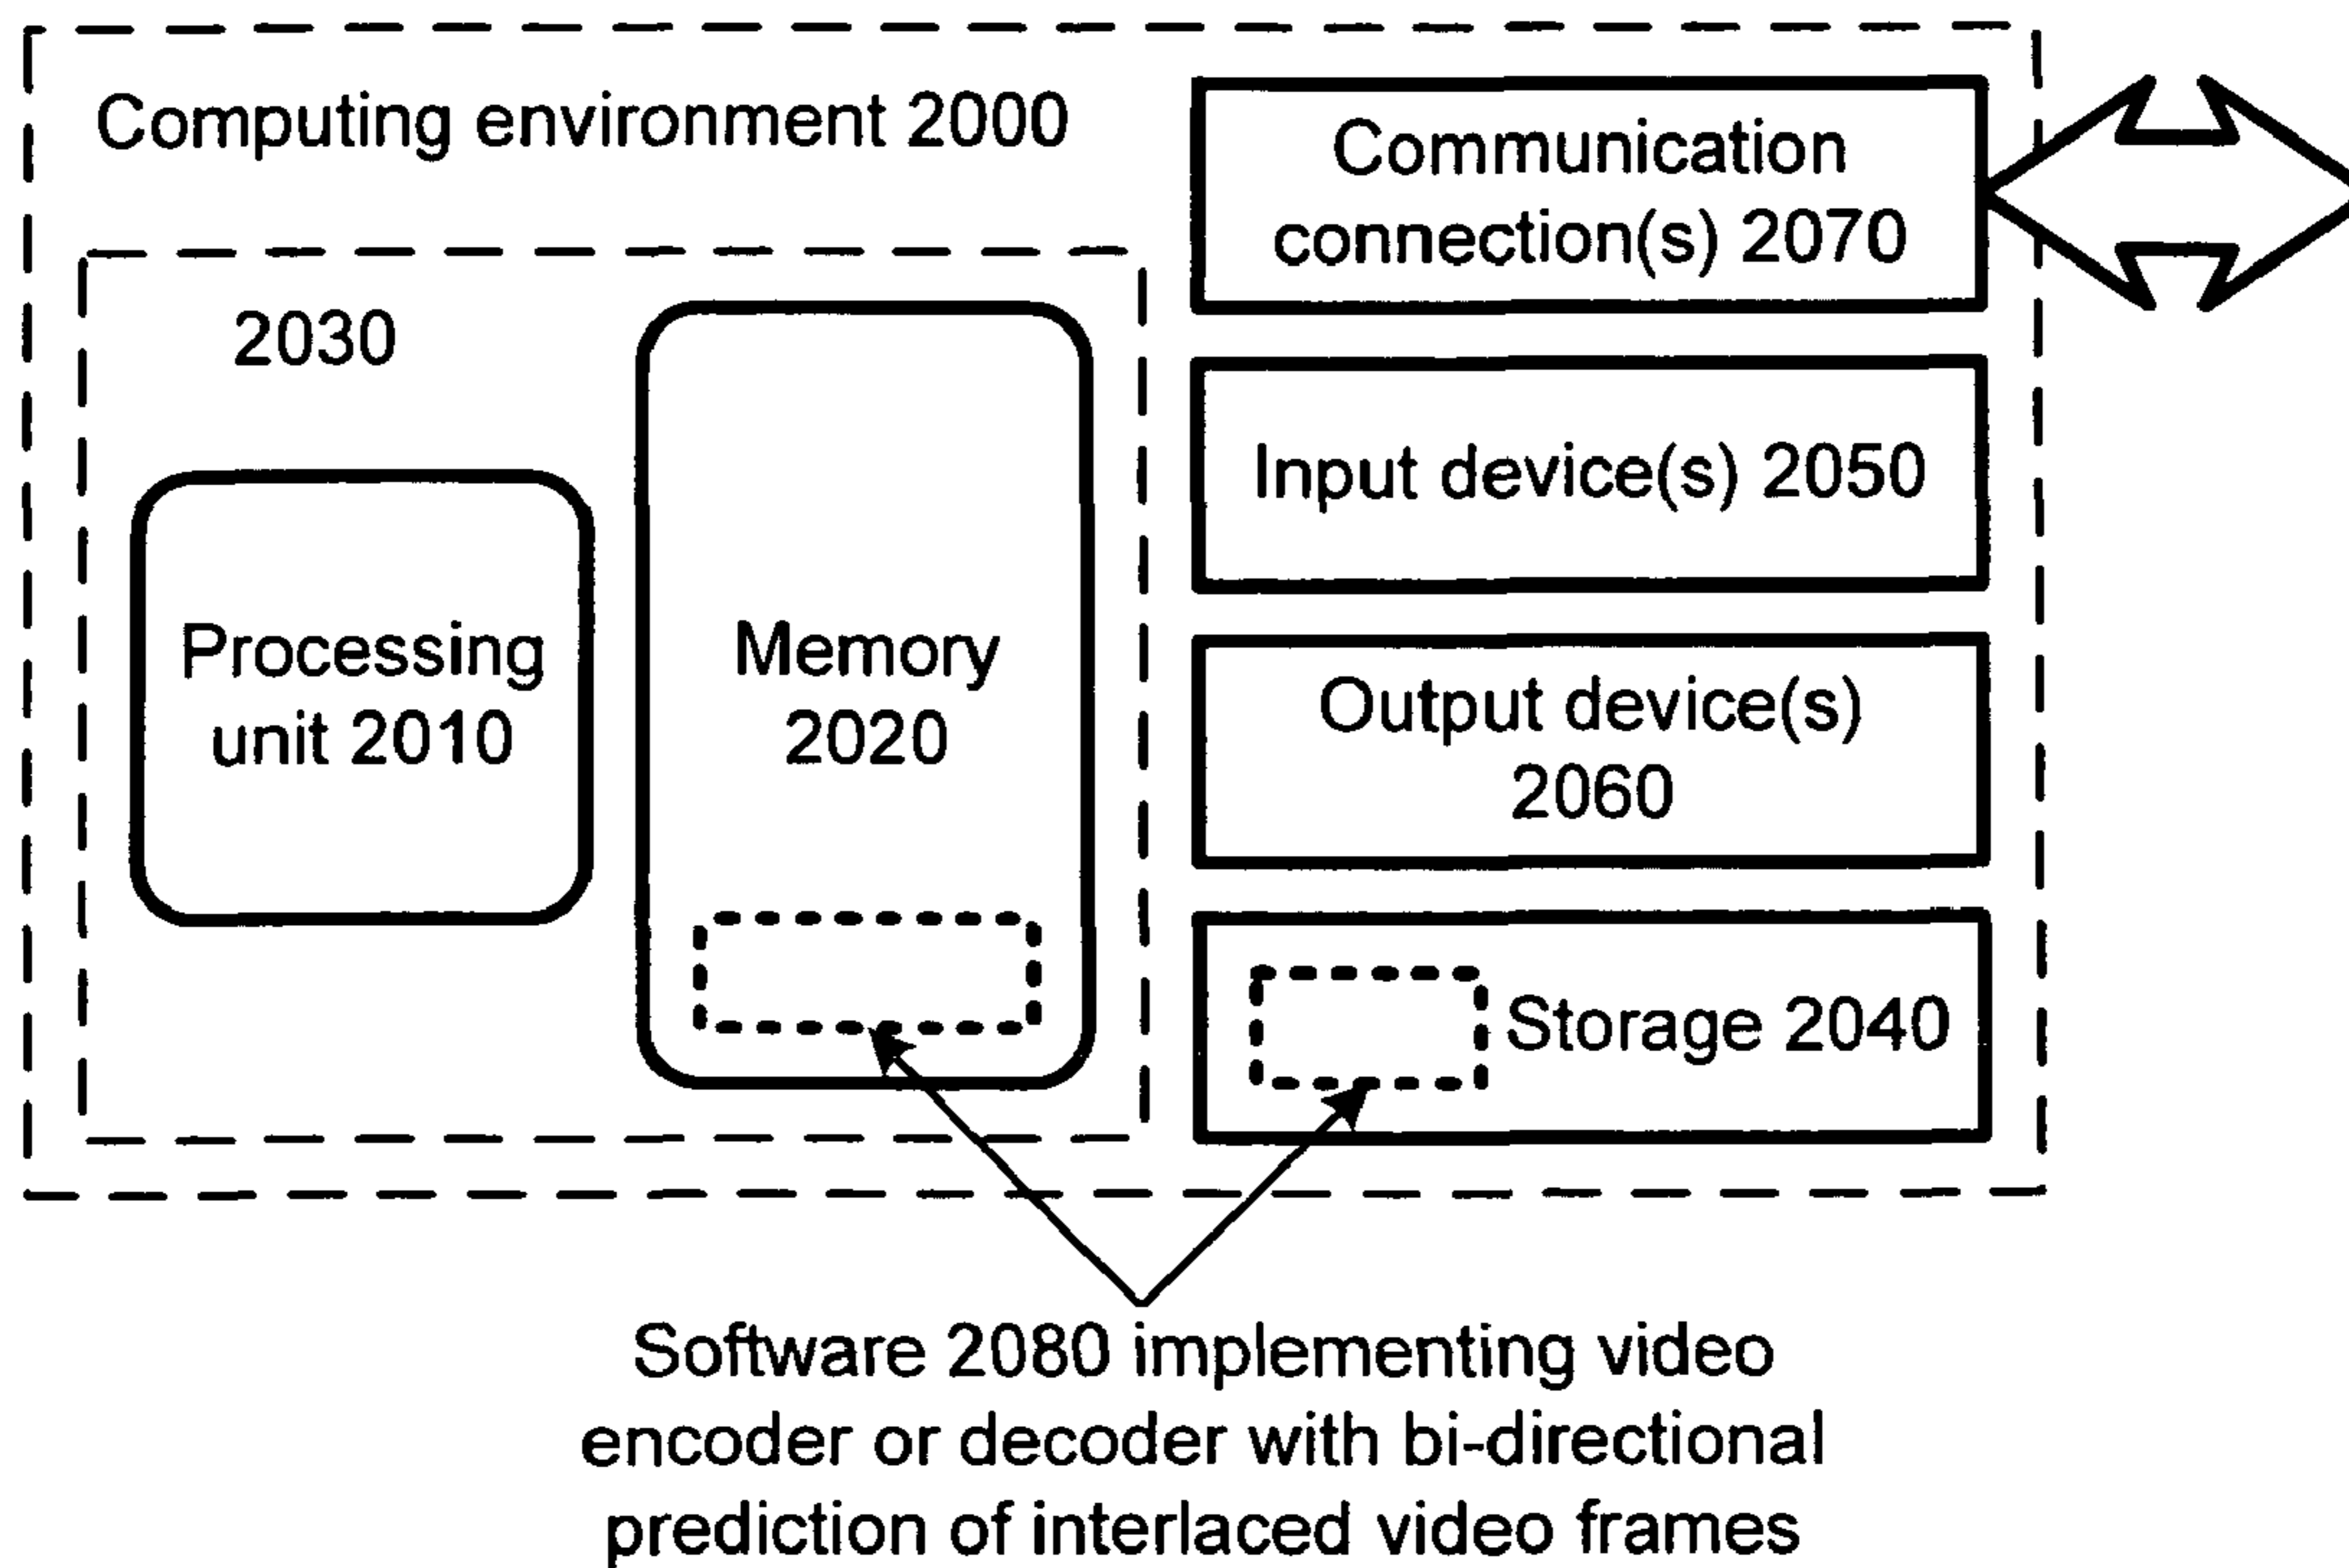 Computing environment 2000
Communication
connection(s) 2070
2030
Input device(s) 2050
Processing
unit 2010
Memory
2020
Output device(s)
2060
Storage 2040
Software 2080 implementing video
encoder or decoder with bi-directional
prediction of interlaced video frames